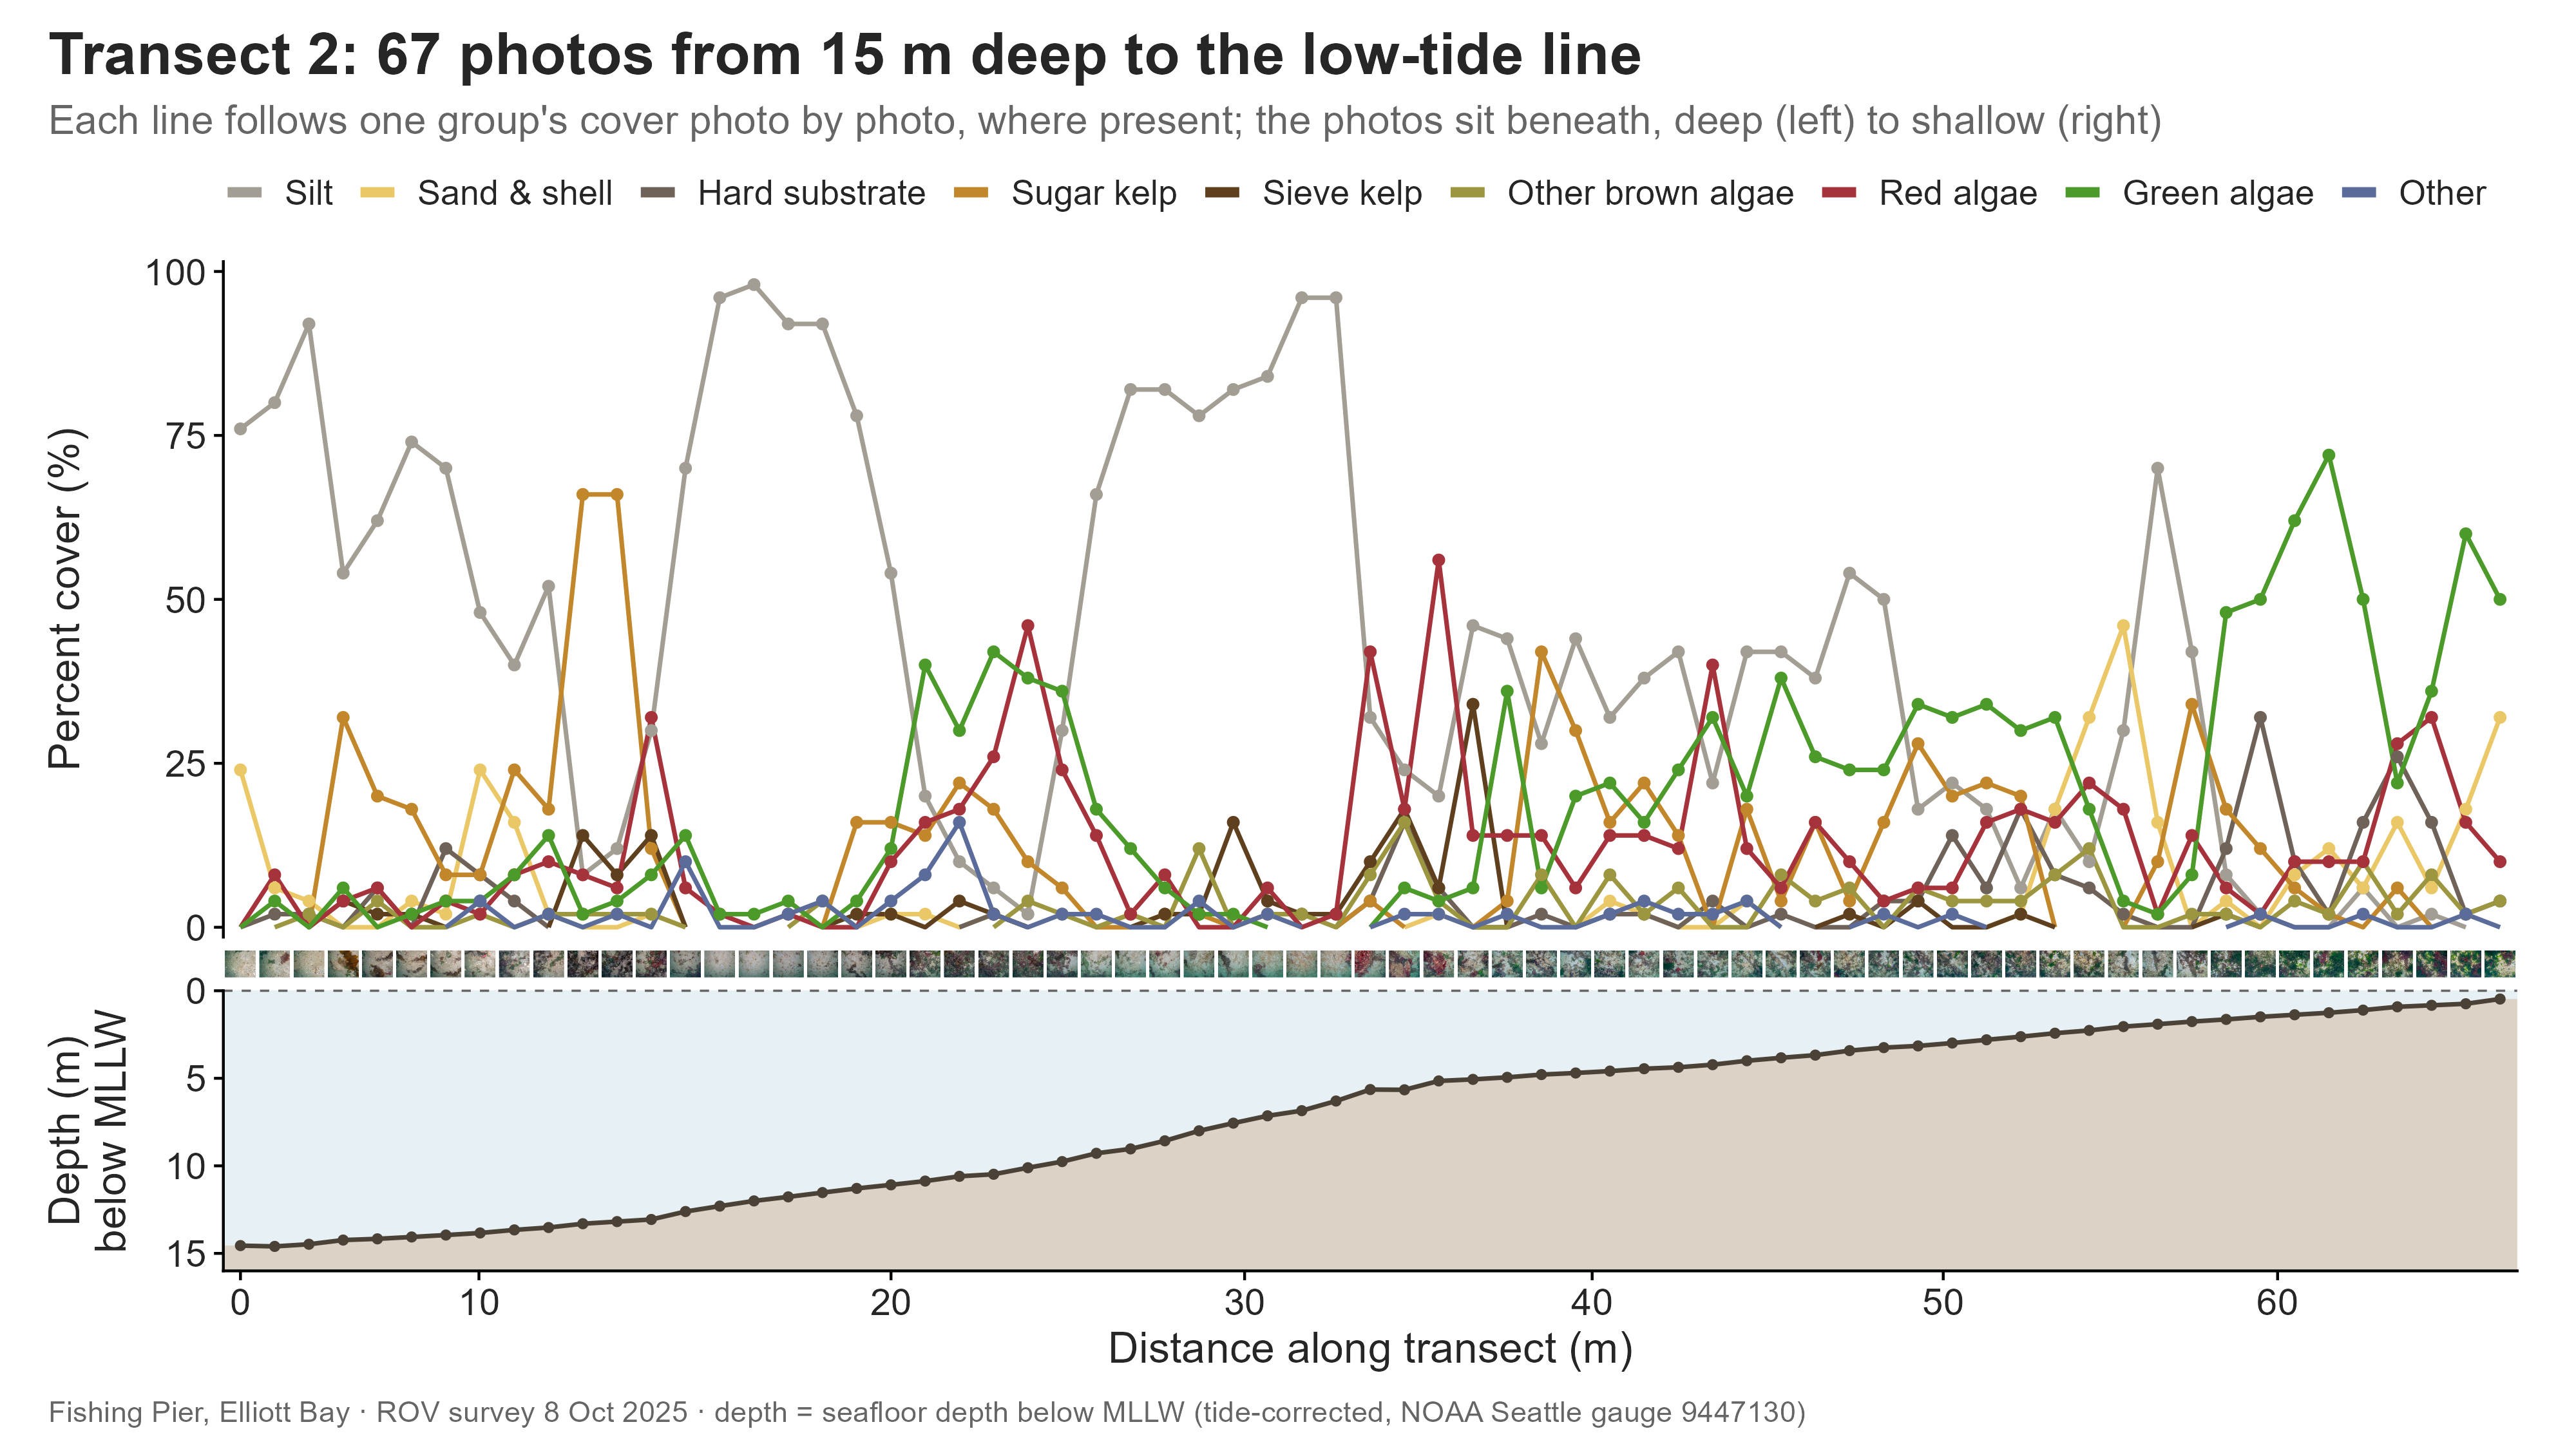 Transect 2: 67 photos from 15 m deep to the low-tide line
Each line follows one group's cover photo by photo, where present; the photos sit beneath, deep (left) to shallow (right)
Silt Sand & shell Hard substrate Sugar kelp Sieve kelp Other brown algae Red algae Green algae Other
Percent cover (%)
100
75
50
25
0
Depth (m)
below MLLW
0
5
10
15
0 10 20 30 40 50 60
Distance along transect (m)
Fishing Pier, Elliott Bay · ROV survey 8 Oct 2025 · depth = seafloor depth below MLLW (tide-corrected, NOAA Seattle gauge 9447130)